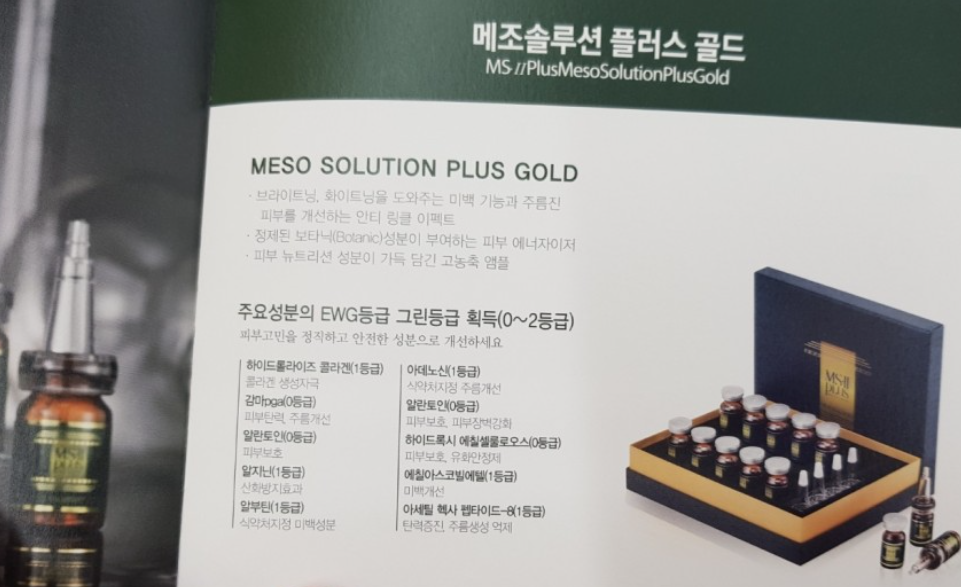 메조솔루션 플러스 골드
MS·//PlusMesoSolutionPlusGold
MESO SOLUTION PLUS GOLD
· 브라이트닝, 화이트닝을 도와주는 미백 기능과 주름진
피부를 개선하는 안티 링클 이펙트
· 정제된 보타닉(Botanic)성분이 부여하는 피부 에너자이저
· 피부 뉴트리션 성분이 가득 담긴 고농축 앰플
주요성분의 EWG등급 그린등급 획득(0~2등급)
피부고민을 정직하고 안전한 성분으로 개선하세요
하이드롤라이즈 콜라겐(1등급)
콜라겐 생성자극
감마pga(0등급)
피부탄력, 주름개선
알란토인(0등급)
피부보호
알지닌(1등급)
산화방지효과
알부틴(1등급)
식약처지정 미백성분
아데노신(1등급)
식약처지정 주름개선
알란토인(0등급)
피부보호, 피부장벽강화
하이드록시 에칠셀룰로오스(0등급)
피부보호, 유화안정제
에칠아스코빌에텔(1등급)
미백개선
아세틸 헥사 펩타이드-8(1등급)
탄력증진, 주름생성 억제
MS·II
PLUS
MS·II
PLUS